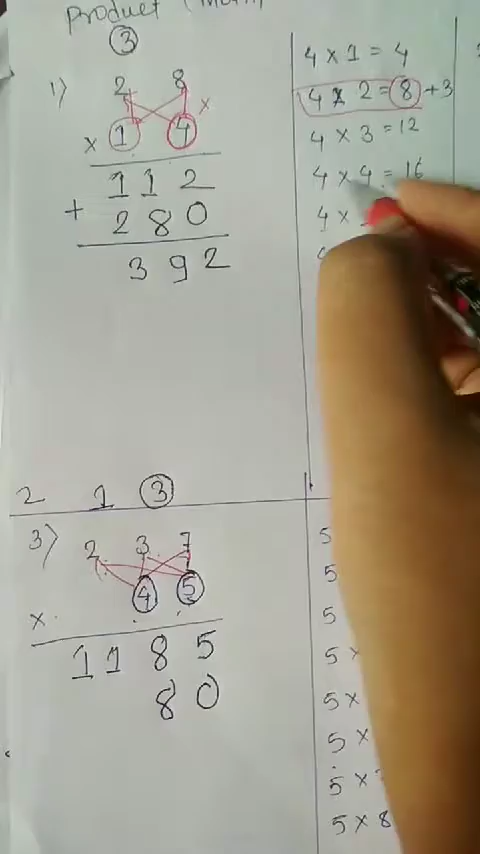 Product (Math)
3
1) 2 8 x
x 1 4
1 1 2
+ 2 8 0
3 9 2
4 x 1 = 4
4 x 2 = 8 +3
4 x 3 = 12
4 x 4 = 16
4 x
2 1 3
3) 2 3 7
x 4 5
1 1 8 5
8 0
5
5
5
5 x
5 x
5 x
5 x
5 x 8